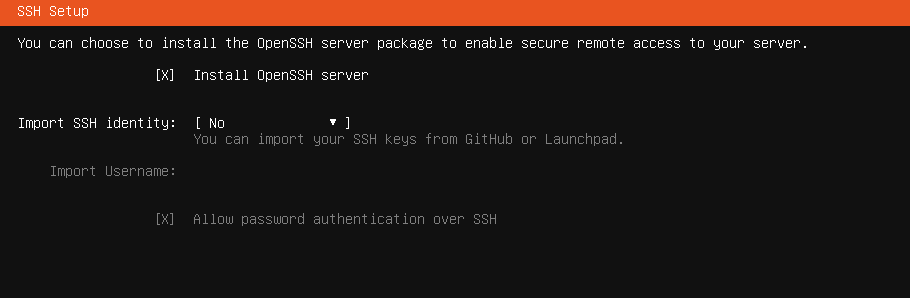 SSH Setup
You can choose to install the OpenSSH server package to enable secure remote access to your server.
[X] Install OpenSSH server
Import SSH identity: [ No ▼ ]
You can import your SSH keys from GitHub or Launchpad.
Import Username:
[X] Allow password authentication over SSH